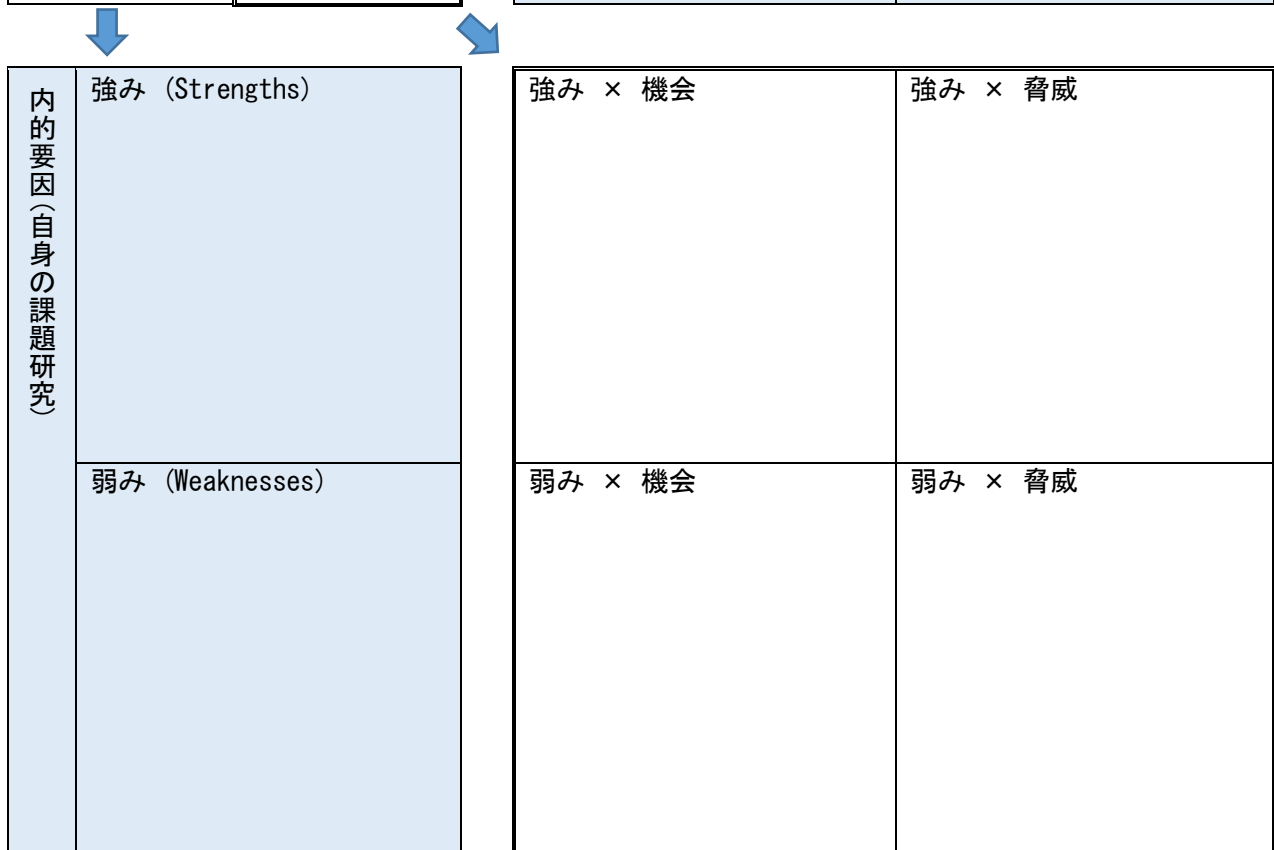 内的要因（自身の課題研究）
強み (Strengths)
強み × 機会
強み × 脅威
弱み (Weaknesses)
弱み × 機会
弱み × 脅威